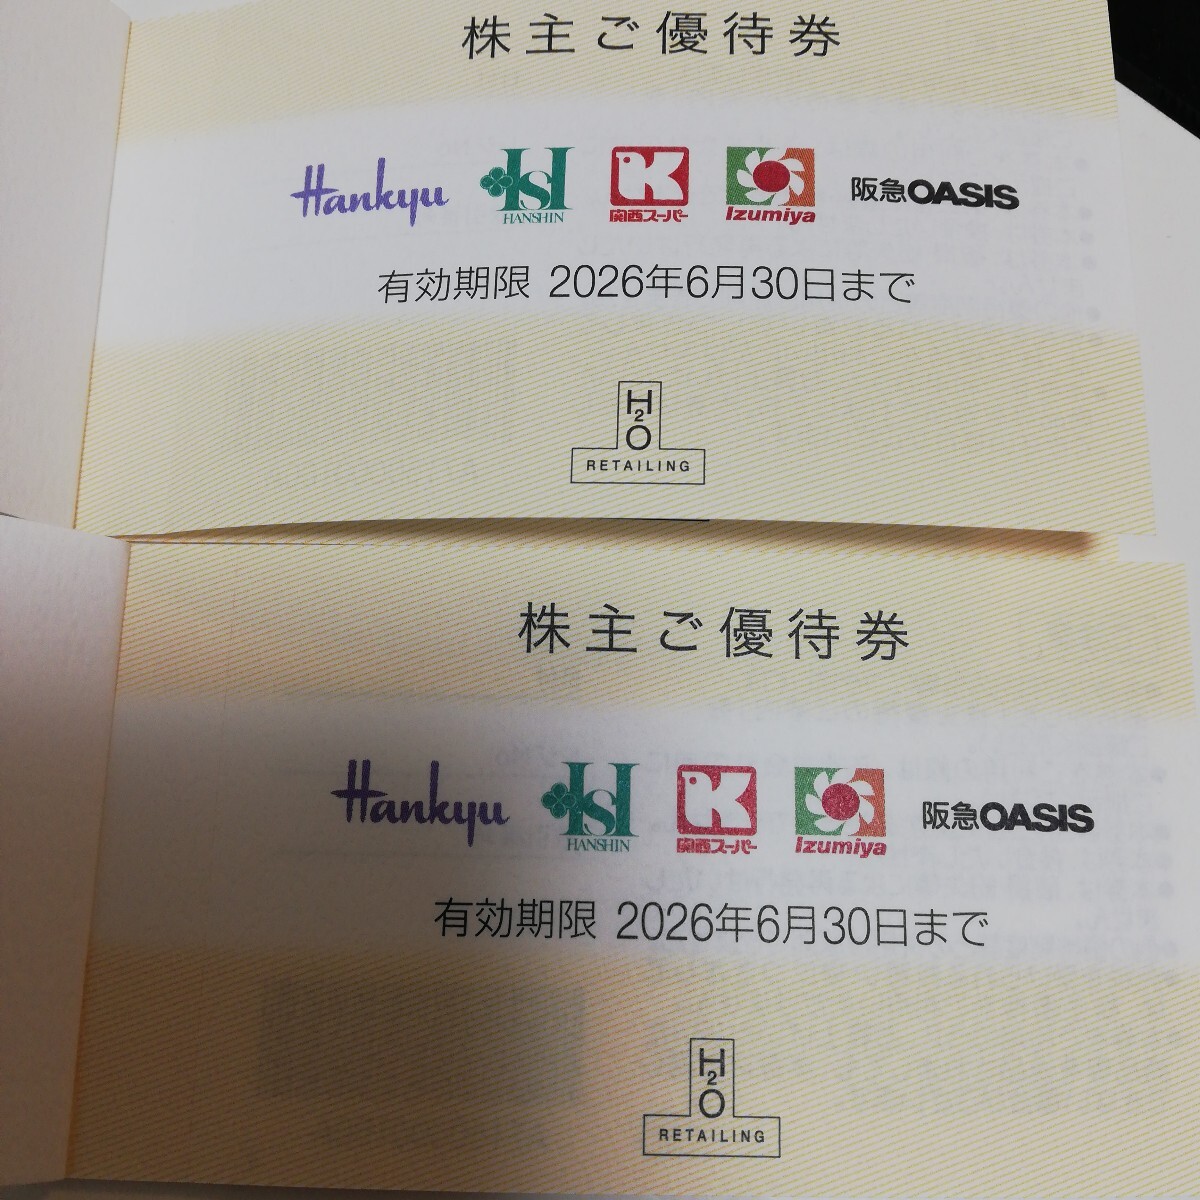 株主ご優待券
Hankyu HSI HANSHIN K 関西スーパー Izumiya 阪急OASIS
有効期限 2026年6月30日まで
H2O
RETAILING
株主ご優待券
Hankyu HSI HANSHIN K 関西スーパー Izumiya 阪急OASIS
有効期限 2026年6月30日まで
H2O
RETAILING